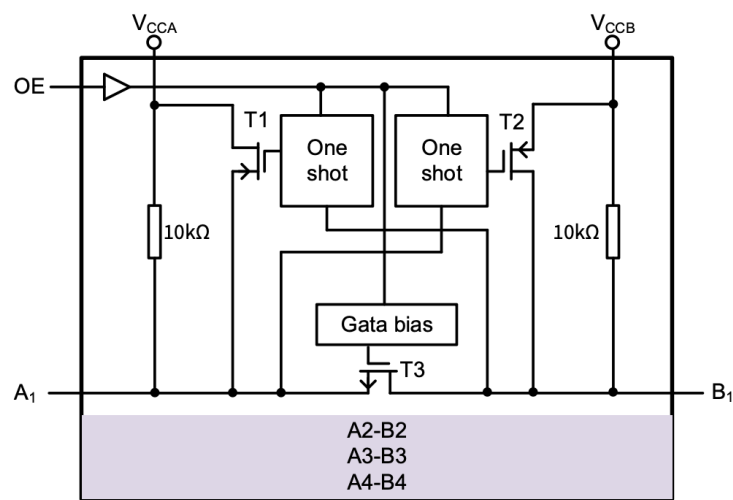 VCCA
VCCB
OE
T1
One
shot
One
shot
T2
10kΩ
10kΩ
Gata bias
T3
A1
B1
A2-B2
A3-B3
A4-B4